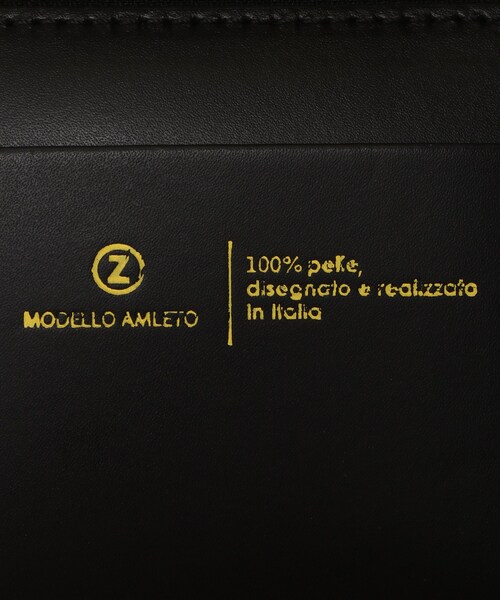 Z
MODELLO AMLETO
100% pelle,
disegnato e realizzato
in Italia